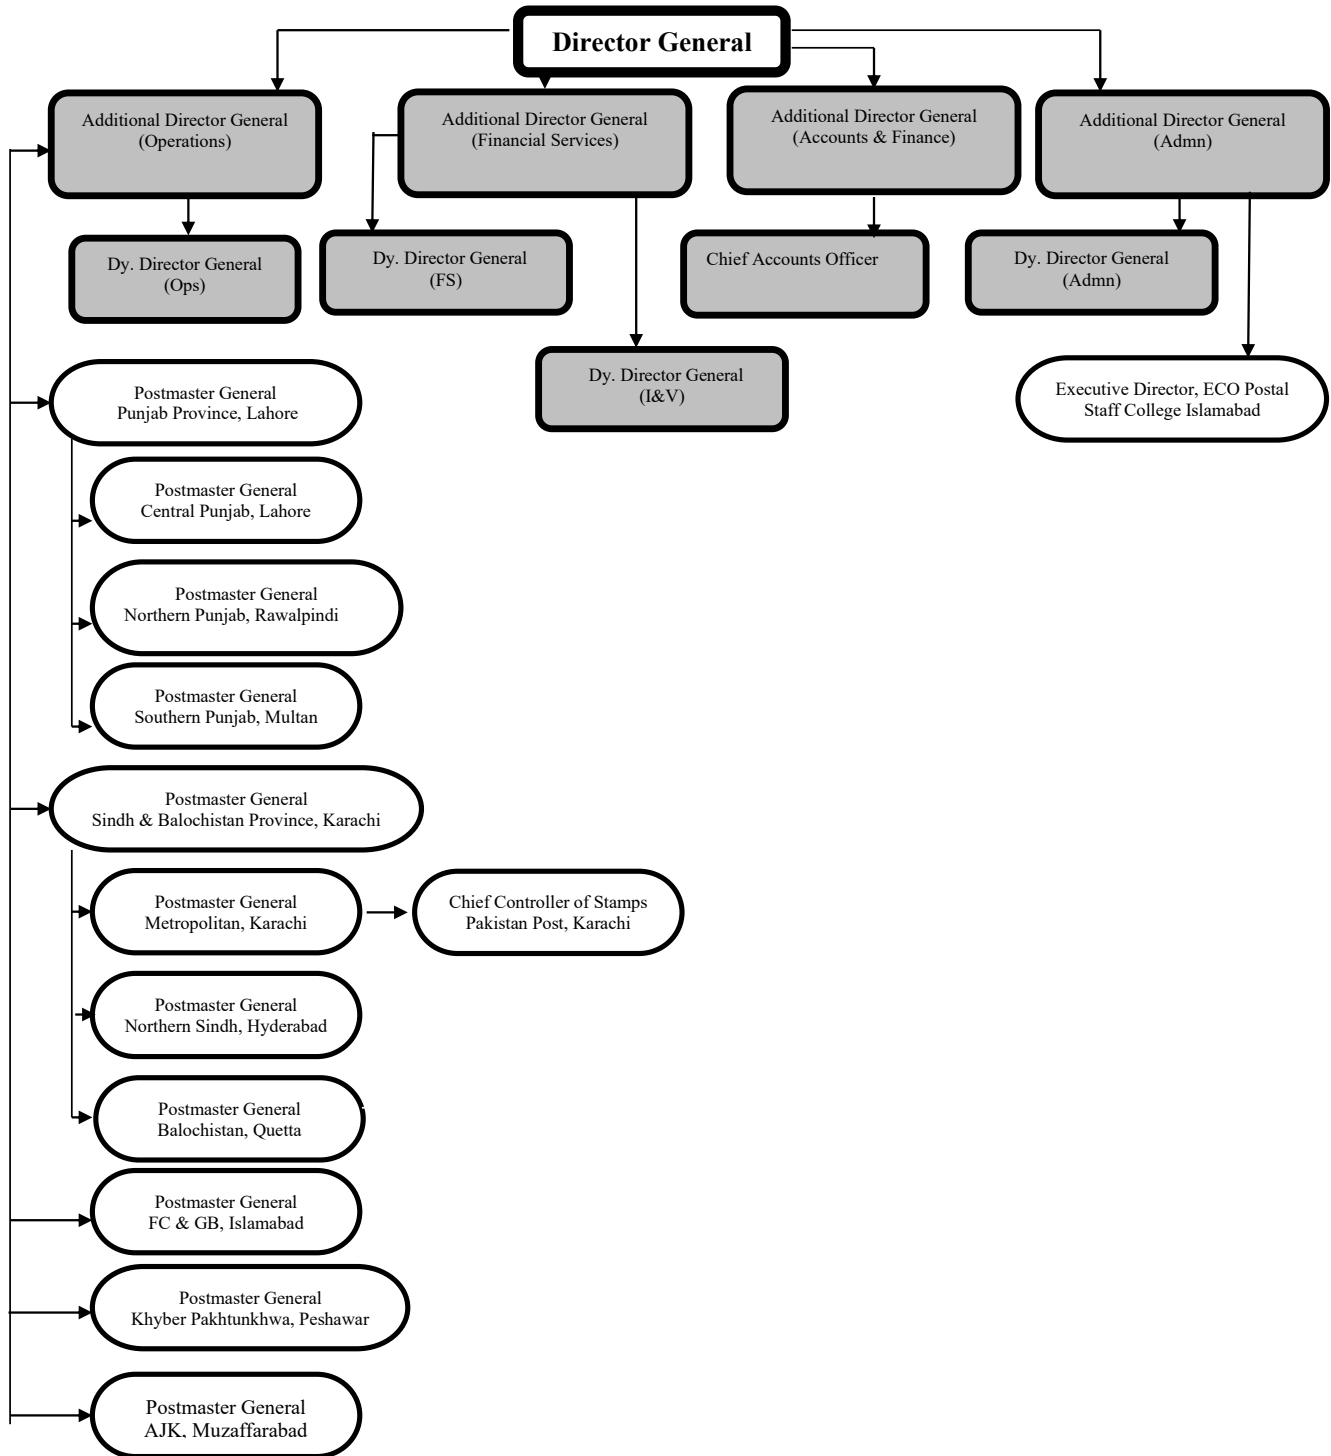 Director General
Additional Director General
(Operations)
Additional Director General
(Financial Services)
Additional Director General
(Accounts & Finance)
Additional Director General
(Admn)
Dy. Director General
(Ops)
Dy. Director General
(FS)
Chief Accounts Officer
Dy. Director General
(Admn)
Dy. Director General
(I&V)
Executive Director, ECO Postal
Staff College Islamabad
Postmaster General
Punjab Province, Lahore
Postmaster General
Central Punjab, Lahore
Postmaster General
Northern Punjab, Rawalpindi
Postmaster General
Southern Punjab, Multan
Postmaster General
Sindh & Balochistan Province, Karachi
Postmaster General
Metropolitan, Karachi
Chief Controller of Stamps
Pakistan Post, Karachi
Postmaster General
Northern Sindh, Hyderabad
Postmaster General
Balochistan, Quetta
Postmaster General
FC & GB, Islamabad
Postmaster General
Khyber Pakhtunkhwa, Peshawar
Postmaster General
AJK, Muzaffarabad